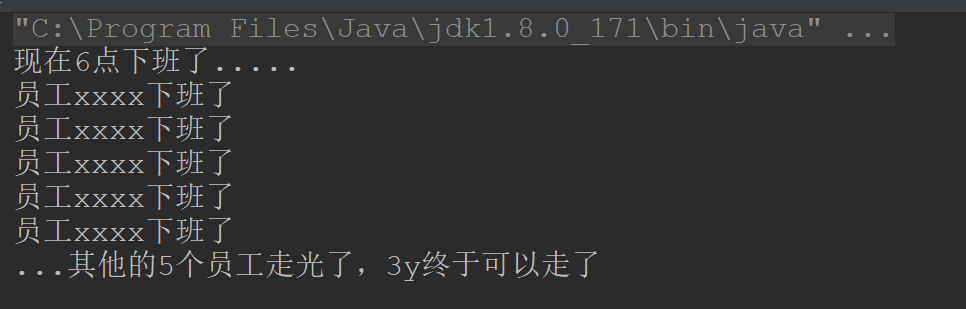 "C:\Program Files\Java\jdk1.8.0_171\bin\java" ...
现在6点下班了.....
员工xxxx下班了
员工xxxx下班了
员工xxxx下班了
员工xxxx下班了
员工xxxx下班了
...其他的5个员工走光了，3y终于可以走了